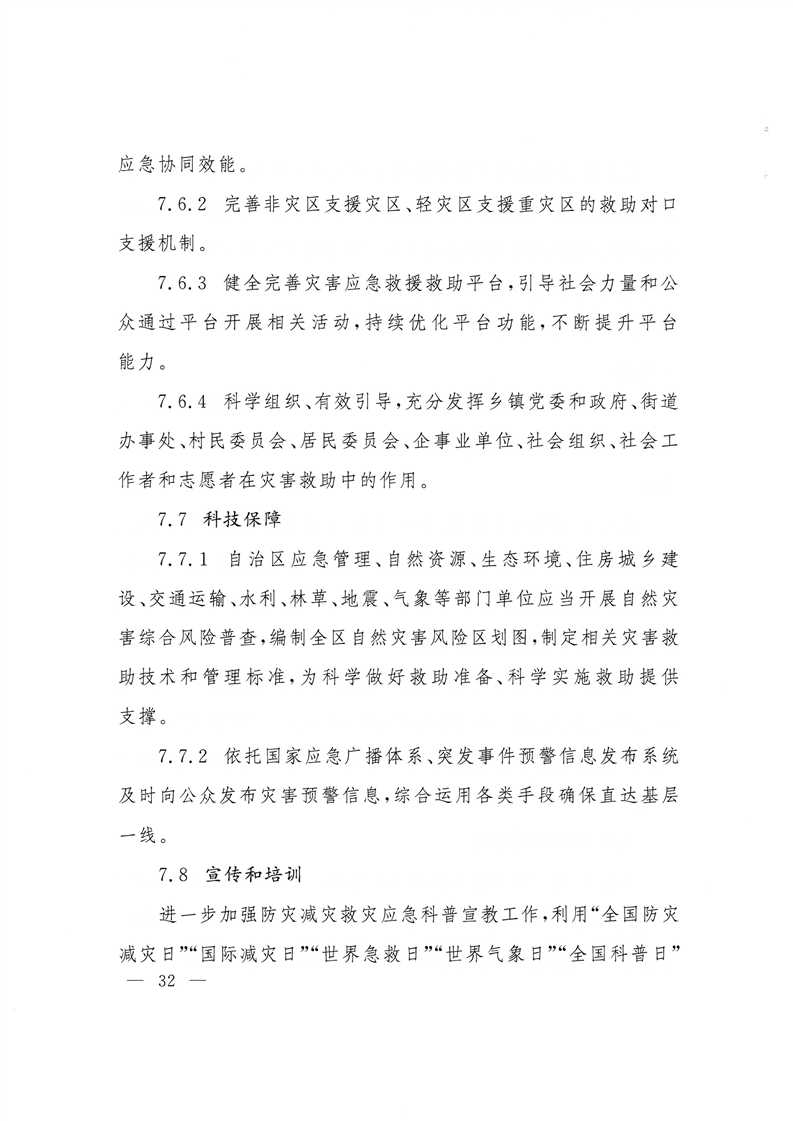 应急协同效能。
7.6.2 完善非灾区支援灾区、轻灾区支援重灾区的救助对口
支援机制。
7.6.3 健全完善灾害应急救援救助平台,引导社会力量和公
众通过平台开展相关活动,持续优化平台功能,不断提升平台
能力。
7.6.4 科学组织、有效引导,充分发挥乡镇党委和政府、街道
办事处、村民委员会、居民委员会、企事业单位、社会组织、社会工
作者和志愿者在灾害救助中的作用。
7.7 科技保障
7.7.1 自治区应急管理、自然资源、生态环境、住房城乡建
设、交通运输、水利、林草、地震、气象等部门单位应当开展自然灾
害综合风险普查,编制全区自然灾害风险区划图,制定相关灾害救
助技术和管理标准,为科学做好救助准备、科学实施救助提供
支撑。
7.7.2 依托国家应急广播体系、突发事件预警信息发布系统
及时向公众发布灾害预警信息,综合运用各类手段确保直达基层
一线。
7.8 宣传和培训
进一步加强防灾减灾救灾应急科普宣教工作,利用“全国防灾
减灾日”“国际减灾日”“世界急救日”“世界气象日”“全国科普日”
— 32 —